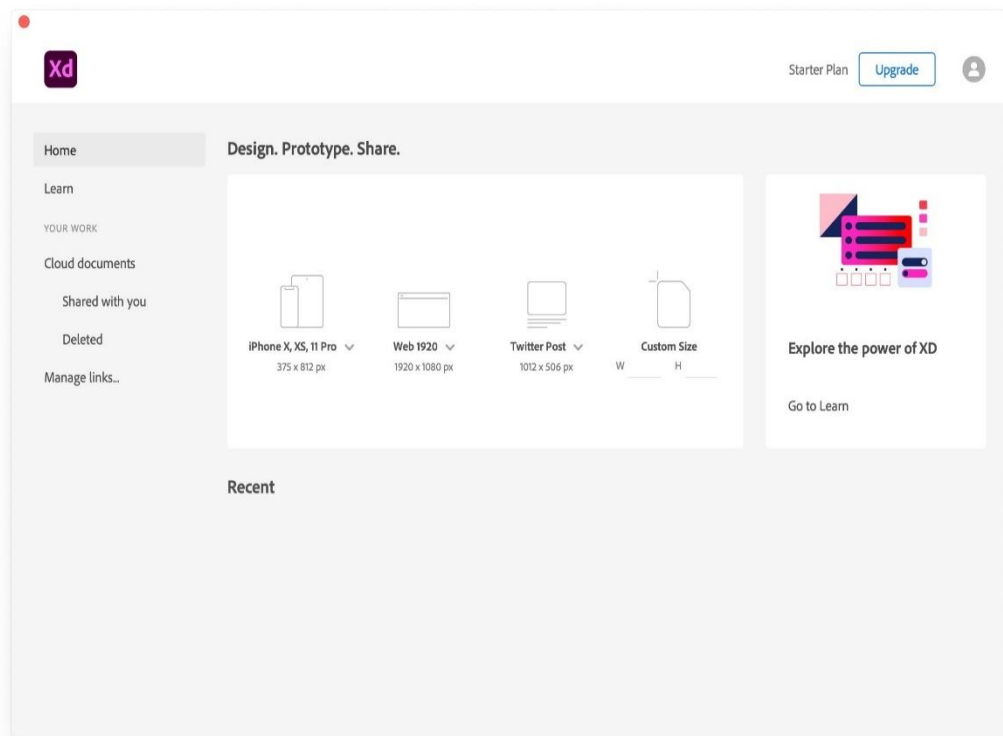 Xd
Starter Plan
Upgrade
Home
Learn
YOUR WORK
Cloud documents
Shared with you
Deleted
Manage links...
Design. Prototype. Share.
iPhone X, XS, 11 Pro
375 x 812 px
Web 1920
1920 x 1080 px
Twitter Post
1012 x 506 px
Custom Size
W H
Explore the power of XD
Go to Learn
Recent